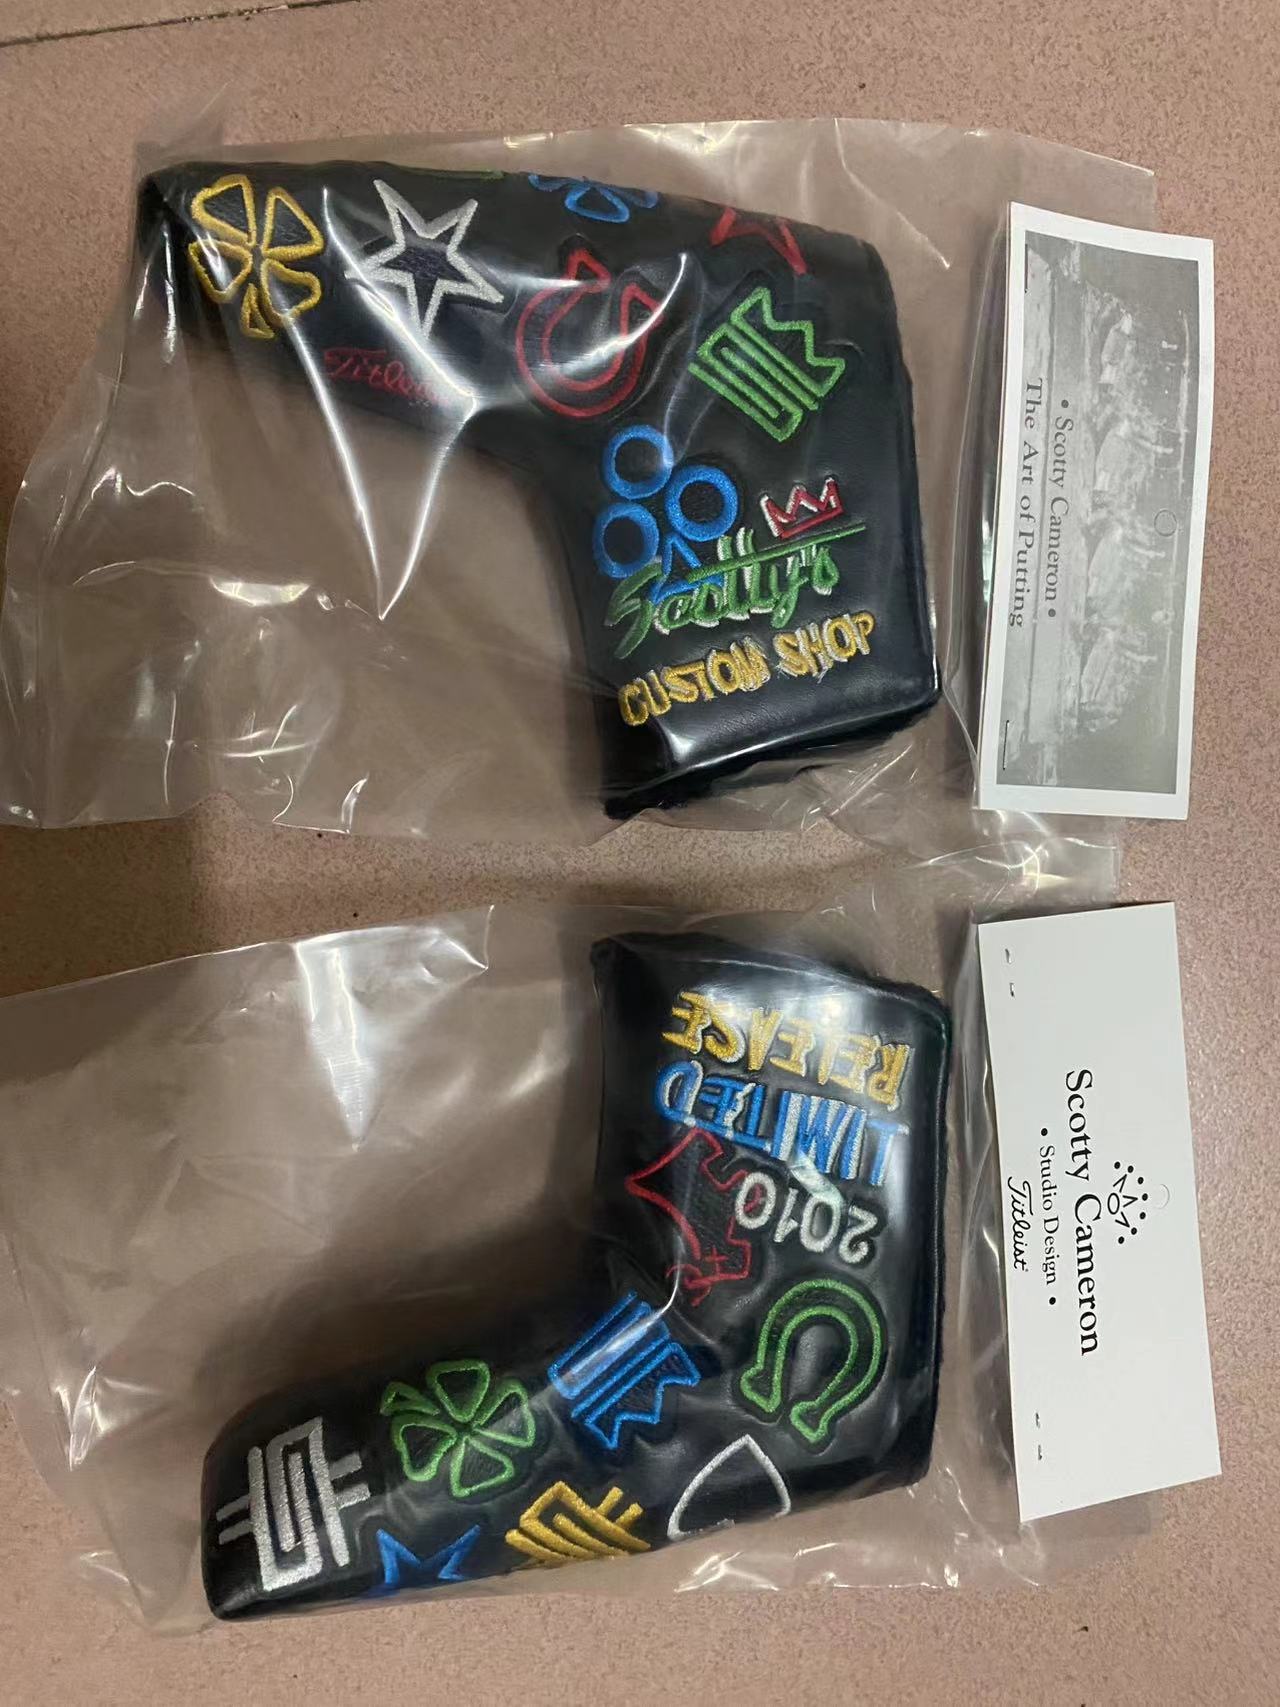 Titleist
Scotty's
CUSTOM SHOP
• Scotty Cameron •
The Art of Putting
2010
LIMITED
RELEASE
Scotty Cameron
• Studio Design •
Titleist